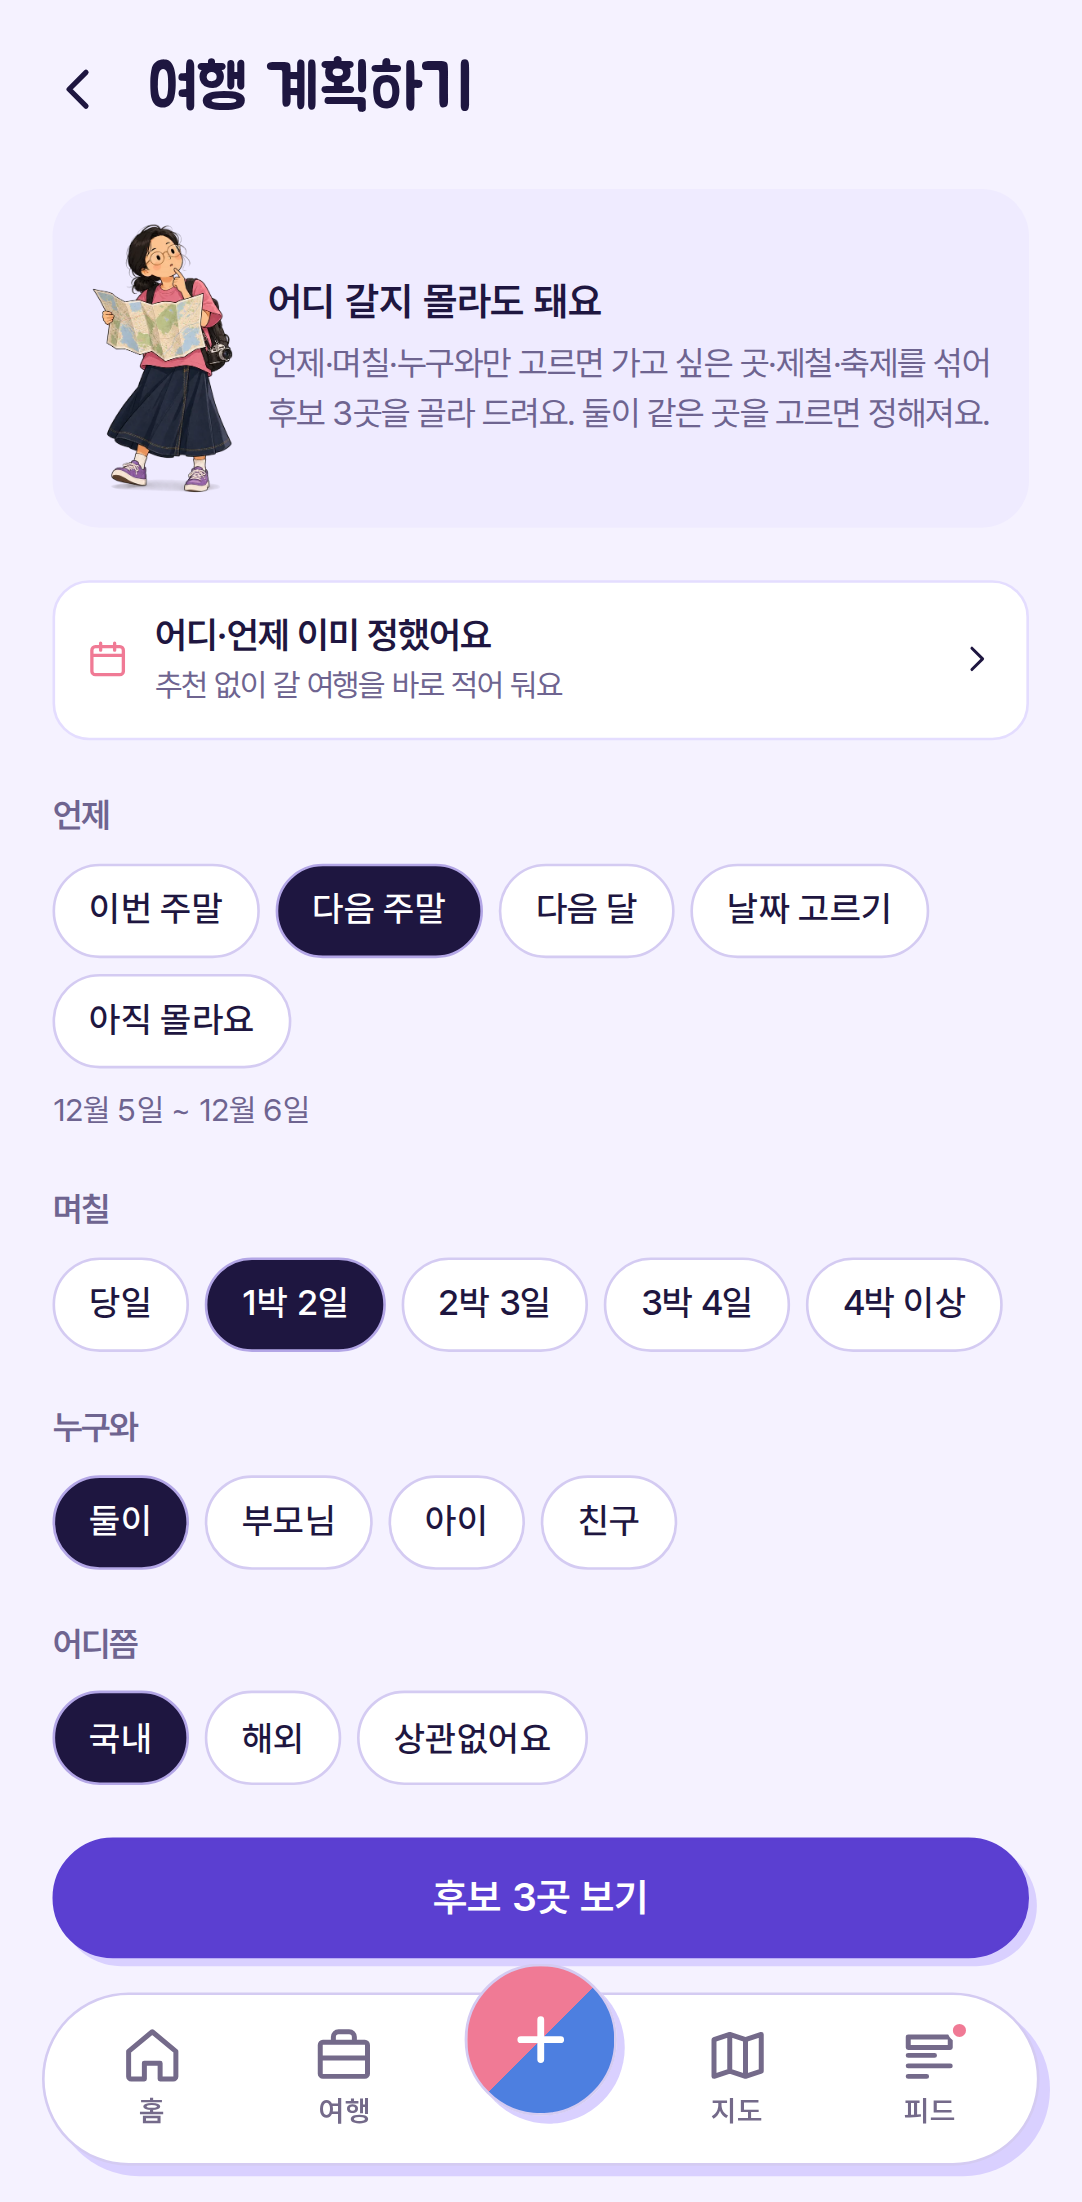 여행 계획하기
어디 갈지 몰라도 돼요
언제·며칠·누구와만 고르면 가고 싶은 곳·제철·축제를 섞어
후보 3곳을 골라 드려요. 둘이 같은 곳을 고르면 정해져요.
어디·언제 이미 정했어요
추천 없이 갈 여행을 바로 적어 둬요
언제
이번 주말 다음 주말 다음 달 날짜 고르기
아직 몰라요
12월 5일 ~ 12월 6일
며칠
당일 1박 2일 2박 3일 3박 4일 4박 이상
누구와
둘이 부모님 아이 친구
어디쯤
국내 해외 상관없어요
후보 3곳 보기
홈 여행 지도 피드